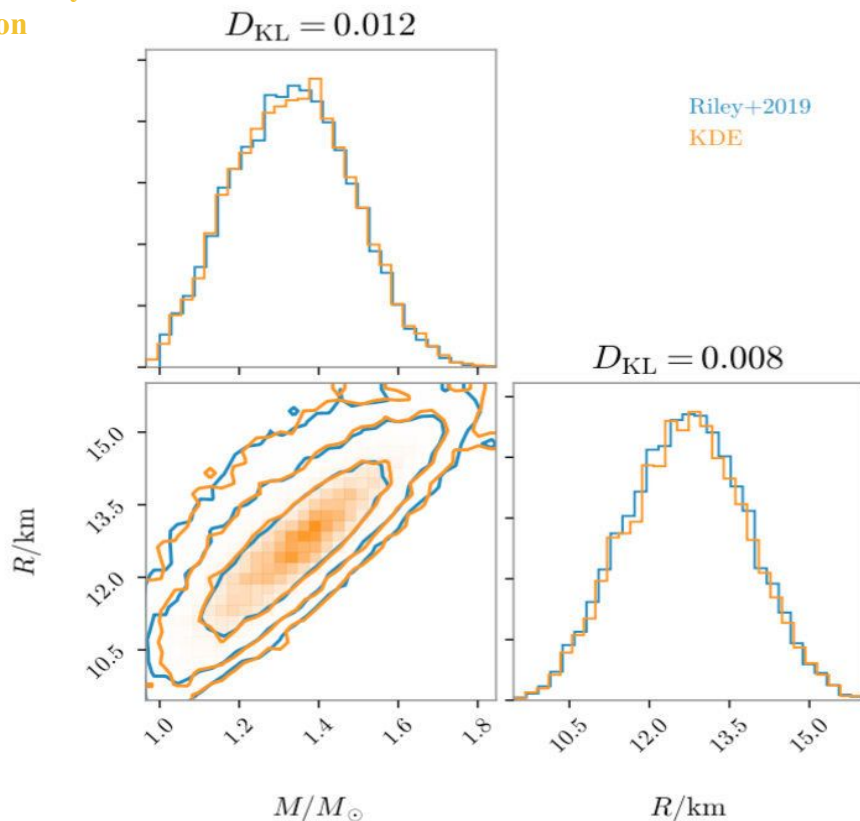 on
D_KL = 0.012
Riley+2019
KDE
D_KL = 0.008
15.0
13.5
12.0
10.5
R/km
1.0 1.2 1.4 1.6 1.8
10.5 12.0 13.5 15.0
M/M_⊙
R/km